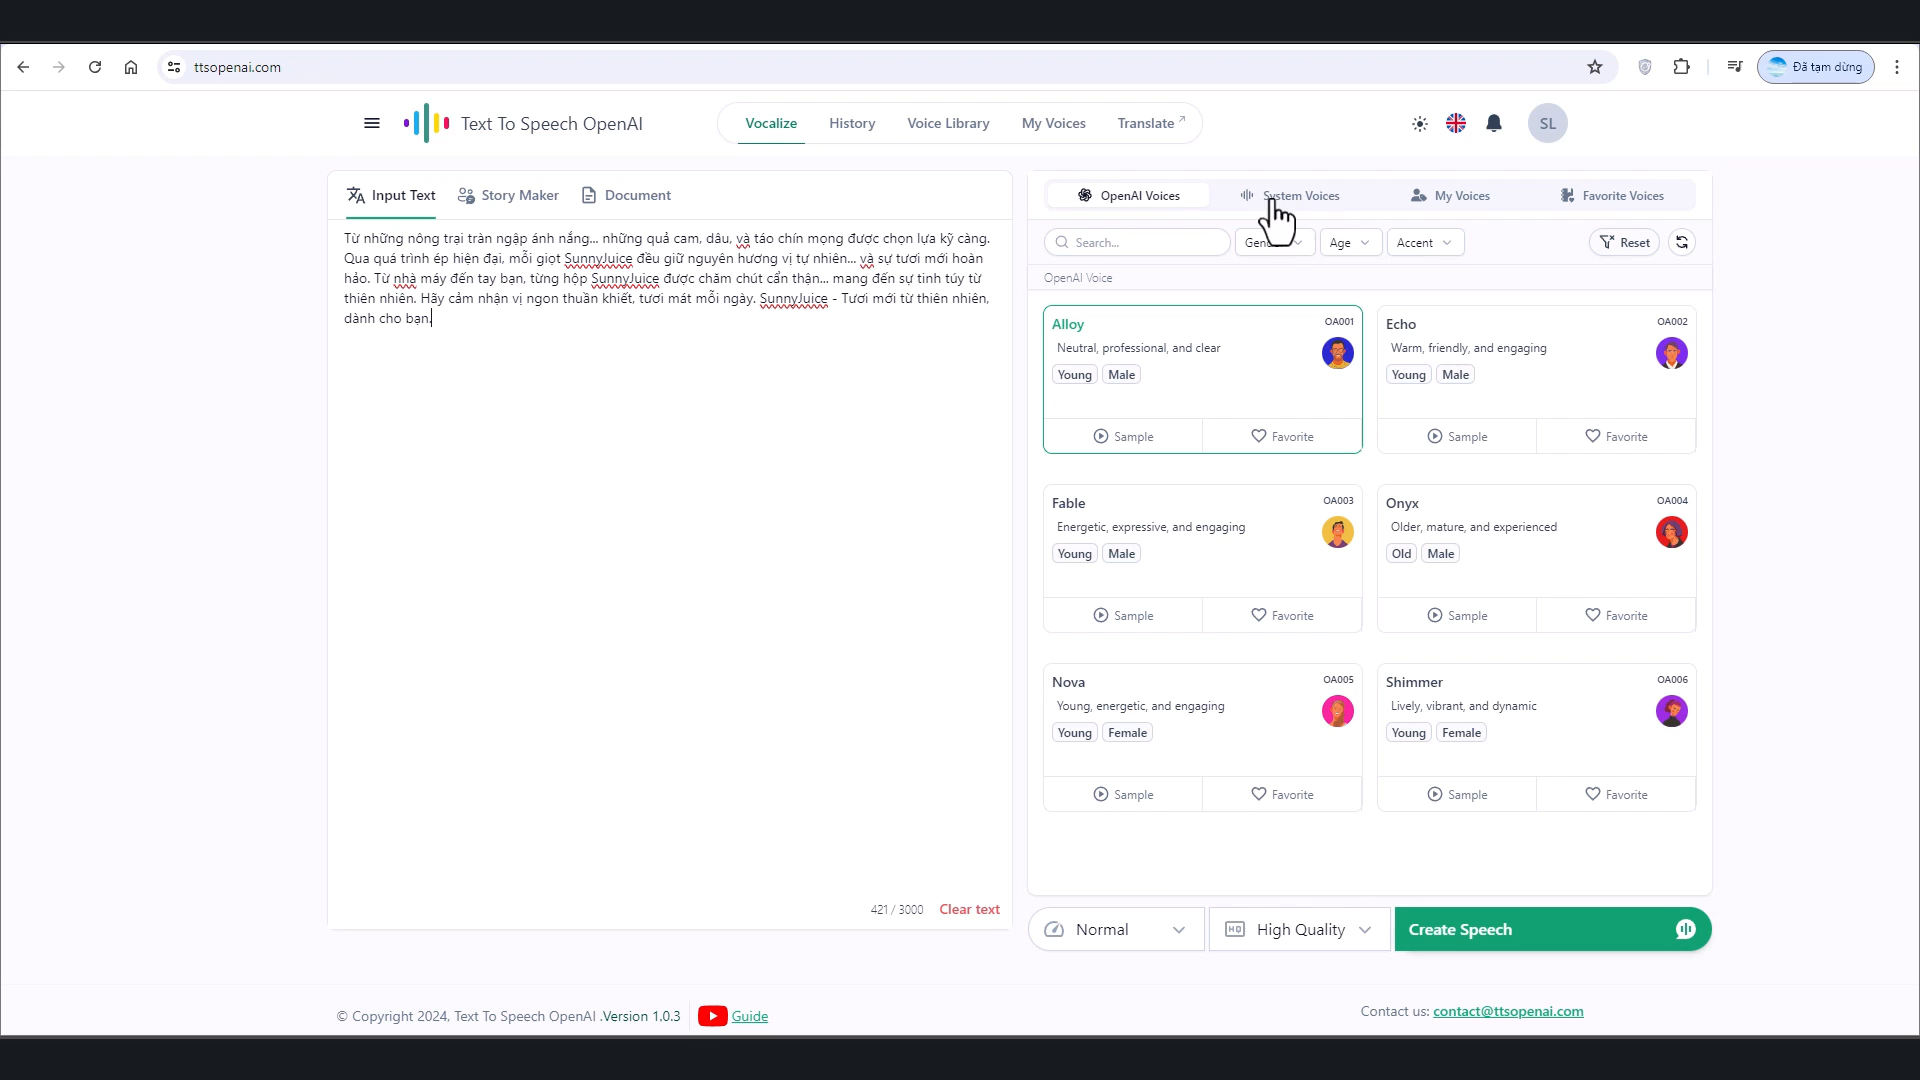 ttsopenai.com
Đã tạm dừng
Text To Speech OpenAI
Vocalize
History
Voice Library
My Voices
Translate
SL
Input Text
Story Maker
Document
Từ những nông trại tràn ngập ánh nắng... những quả cam, dâu, và táo chín mọng được chọn lựa kỹ càng.
Qua quá trình ép hiện đại, mỗi giọt SunnyJuice đều giữ nguyên hương vị tự nhiên... và sự tươi mới hoàn
hảo. Từ nhà máy đến tay bạn, từng hộp SunnyJuice được chăm chút cẩn thận... mang đến sự tinh túy từ
thiên nhiên. Hãy cảm nhận vị ngon thuần khiết, tươi mát mỗi ngày. SunnyJuice - Tươi mới từ thiên nhiên,
dành cho bạn.
421 / 3000
Clear text
OpenAI Voices
System Voices
My Voices
Favorite Voices
Search...
Age
Accent
Reset
OpenAI Voice
Alloy
OA001
Neutral, professional, and clear
Young
Male
Sample
Favorite
Echo
OA002
Warm, friendly, and engaging
Young
Male
Sample
Favorite
Fable
OA003
Energetic, expressive, and engaging
Young
Male
Sample
Favorite
Onyx
OA004
Older, mature, and experienced
Old
Male
Sample
Favorite
Nova
OA005
Young, energetic, and engaging
Young
Female
Sample
Favorite
Shimmer
OA006
Lively, vibrant, and dynamic
Young
Female
Sample
Favorite
Normal
HQ
High Quality
Create Speech
© Copyright 2024, Text To Speech OpenAI .Version 1.0.3
Guide
Contact us: contact@ttsopenai.com